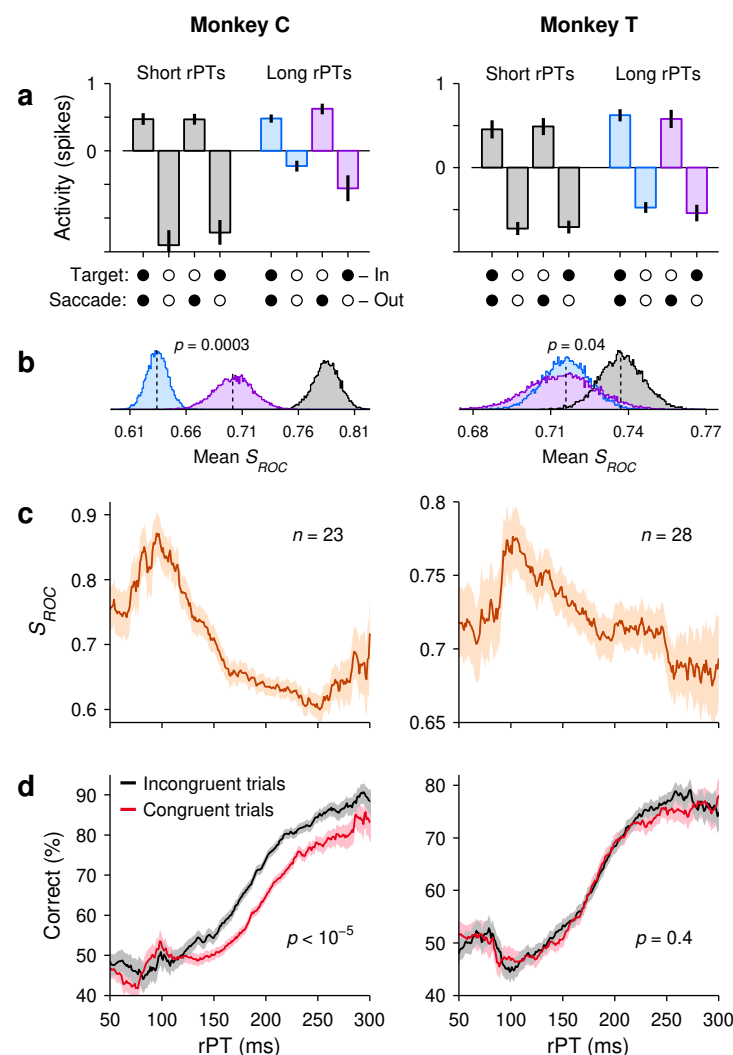 Monkey C
Monkey T
a
Short rPTs
Long rPTs
Short rPTs
Long rPTs
1
0
Activity (spikes)
1
0
Target:
– In
Saccade:
– Out
b
p = 0.0003
p = 0.04
0.61 0.66 0.71 0.76 0.81
0.68 0.71 0.74 0.77
Mean S_ROC
Mean S_ROC
c
0.9
0.8
0.7
0.6
S_ROC
n = 23
0.8
0.75
0.7
0.65
n = 28
d
Incongruent trials
Congruent trials
90
80
70
60
50
40
Correct (%)
p < 10⁻⁵
80
70
60
50
40
p = 0.4
50 100 150 200 250 300
50 100 150 200 250 300
rPT (ms)
rPT (ms)